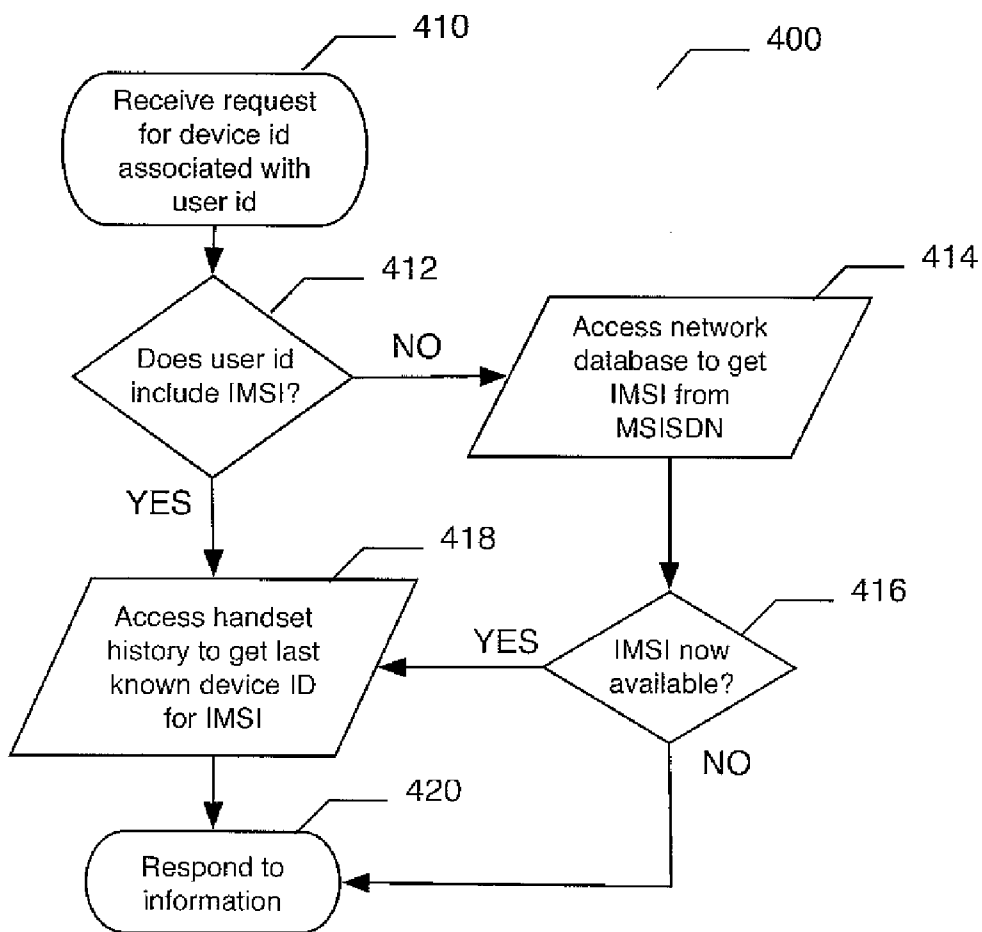 410
400
Receive request
for device id
associated with
user id
412
414
Does user id
include IMSI?
NO
Access network
database to get
IMSI from
MSISDN
YES
418
416
Access handset
history to get last
known device ID
for IMSI
YES
IMSI now
available?
NO
420
Respond to
information